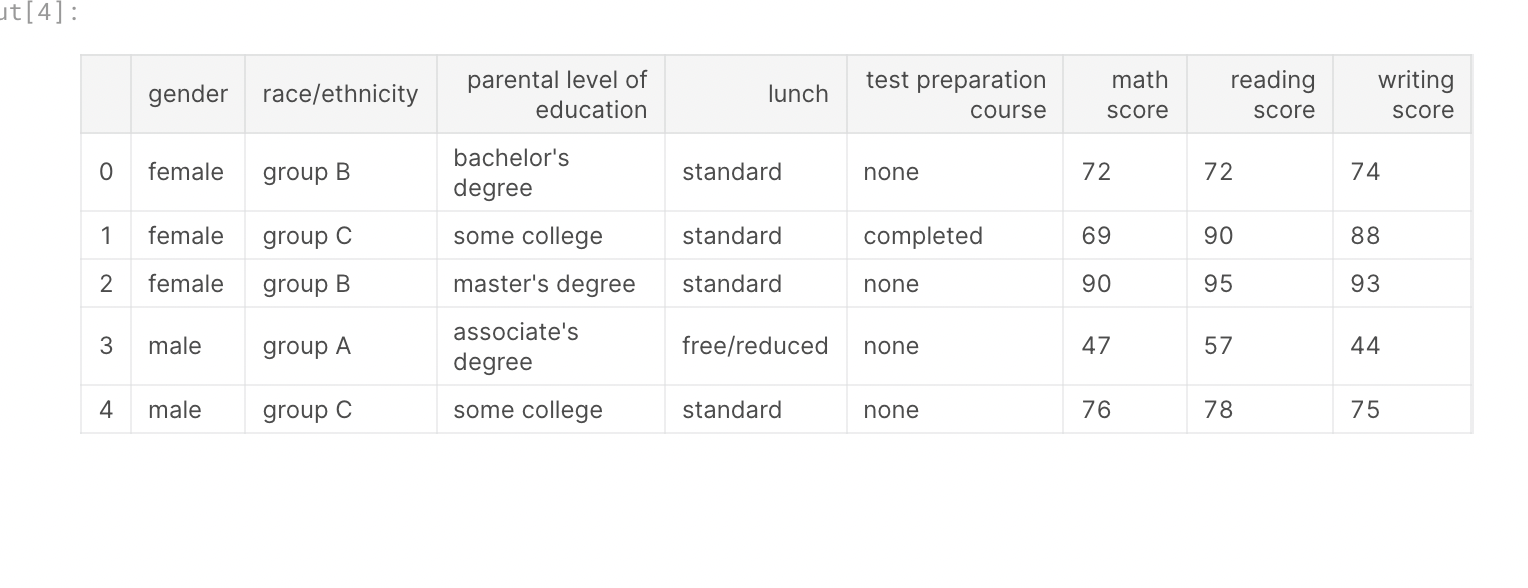 ut[4]:
gender race/ethnicity parental level of education lunch test preparation course math score reading score writing score
0 female group B bachelor's degree standard none 72 72 74
1 female group C some college standard completed 69 90 88
2 female group B master's degree standard none 90 95 93
3 male group A associate's degree free/reduced none 47 57 44
4 male group C some college standard none 76 78 75